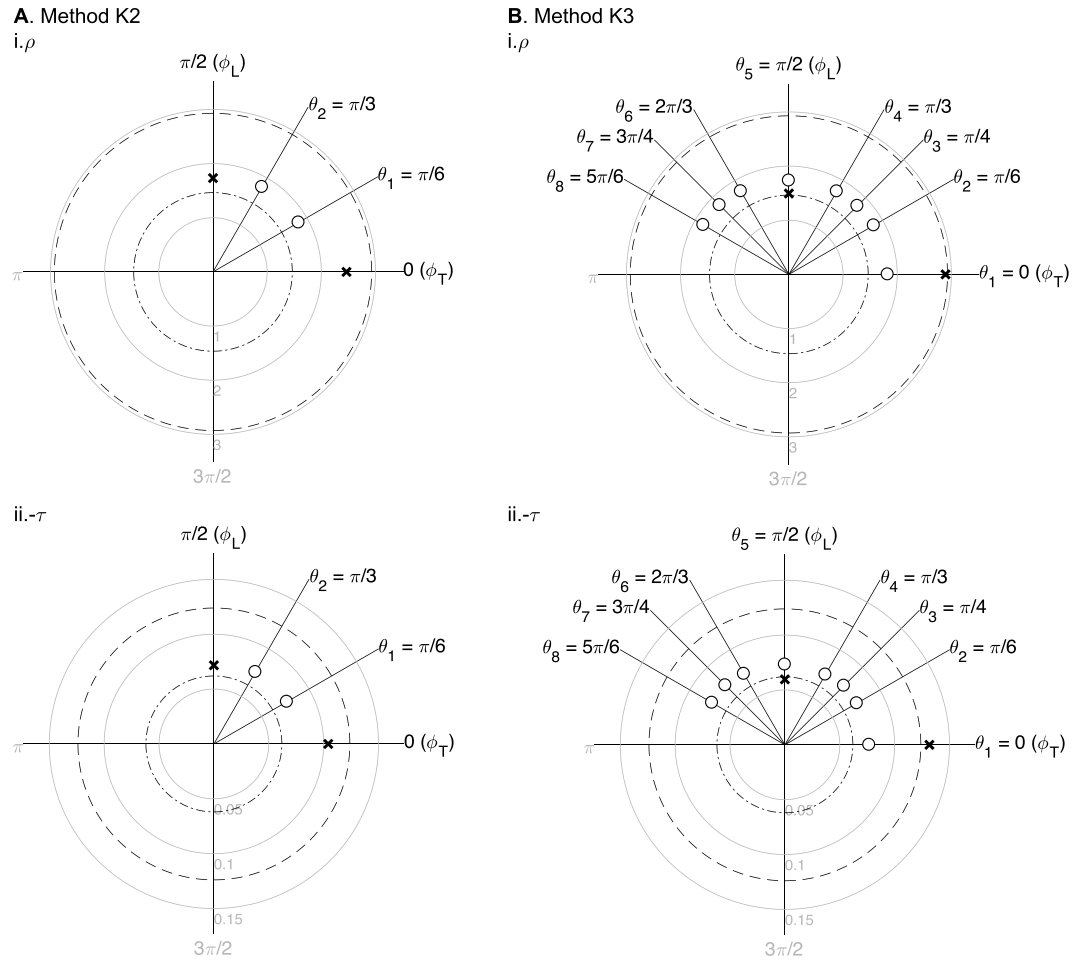 A. Method K2
i.ρ
π/2 (ϕL)
θ2 = π/3
θ1 = π/6
π
0 (ϕT)
1
2
3
3π/2
B. Method K3
i.ρ
θ5 = π/2 (ϕL)
θ6 = 2π/3
θ4 = π/3
θ7 = 3π/4
θ3 = π/4
θ8 = 5π/6
θ2 = π/6
π
θ1 = 0 (ϕT)
1
2
3
3π/2
ii.-τ
π/2 (ϕL)
θ2 = π/3
θ1 = π/6
π
0 (ϕT)
0.05
0.1
0.15
3π/2
ii.-τ
θ5 = π/2 (ϕL)
θ6 = 2π/3
θ4 = π/3
θ7 = 3π/4
θ3 = π/4
θ8 = 5π/6
θ2 = π/6
π
θ1 = 0 (ϕT)
0.05
0.1
0.15
3π/2